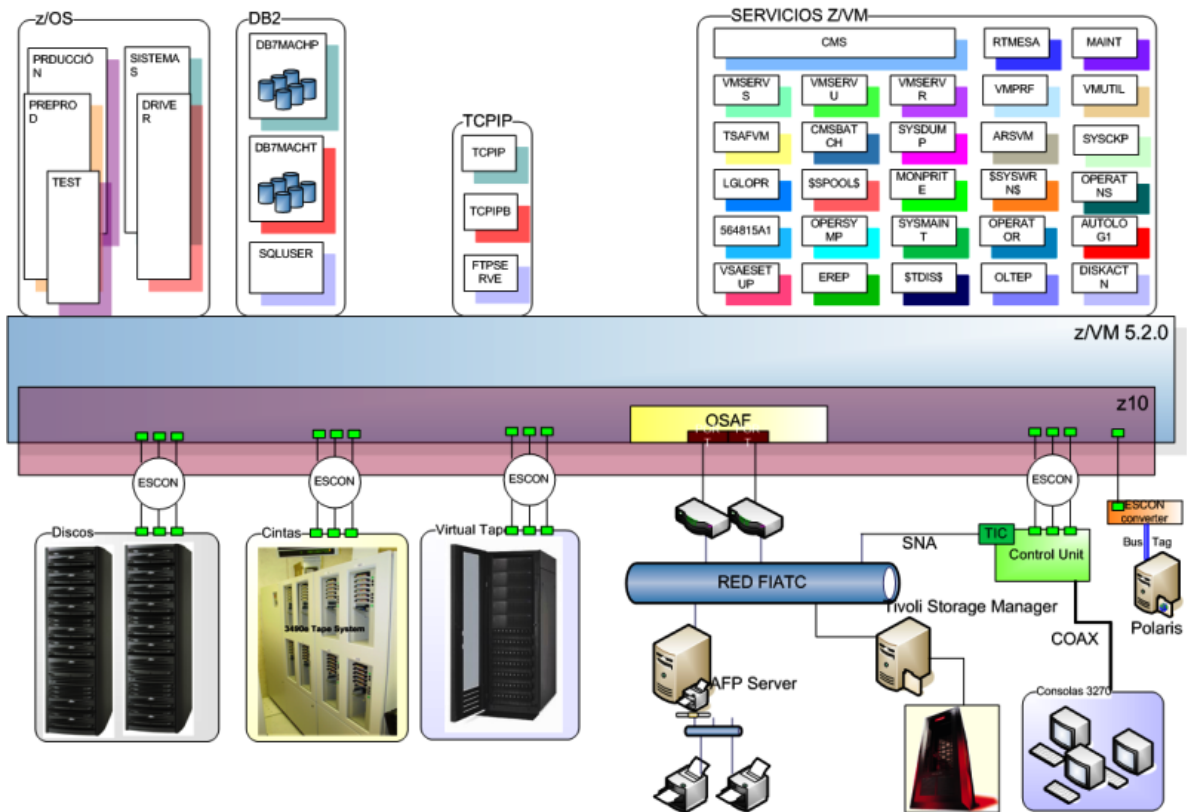 z/OS
PRDUCCIÓ
N
SISTEMA
S
PREPRO
D
DRIVE
R
TEST
DB2
DB7MACHP
DB7MACHT
SQLUSER
TCPIP
TCPIP
TCPIPB
FTPSE
RVE
SERVICIOS Z/VM
CMS
RTMESA
MAINT
VMSERV
S
VMSERV
U
VMSERV
R
VMPRF
VMUTIL
TSAFVM
CMSBAT
CH
SYSDUM
P
ARSVM
SYSCKP
LGLOPR
$SPOOL$
MONPRIT
E
$SYSWR
N$
OPERAT
NS
564815A1
OPERSY
MP
SYSMAIN
T
OPERAT
OR
AUTOLO
G1
VSAESET
UP
EREP
$TDIS$
OLTEP
DISKACT
N
z/VM 5.2.0
z10
OSAF
ESCON
ESCON
ESCON
ESCON
ESCON
converter
Discos
Cintas
Virtual Tape
3490e Tape System
TIC
Control Unit
SNA
Bus
Tag
RED FIATC
Tivoli Storage Manager
Polaris
COAX
AFP Server
Consolas 3270